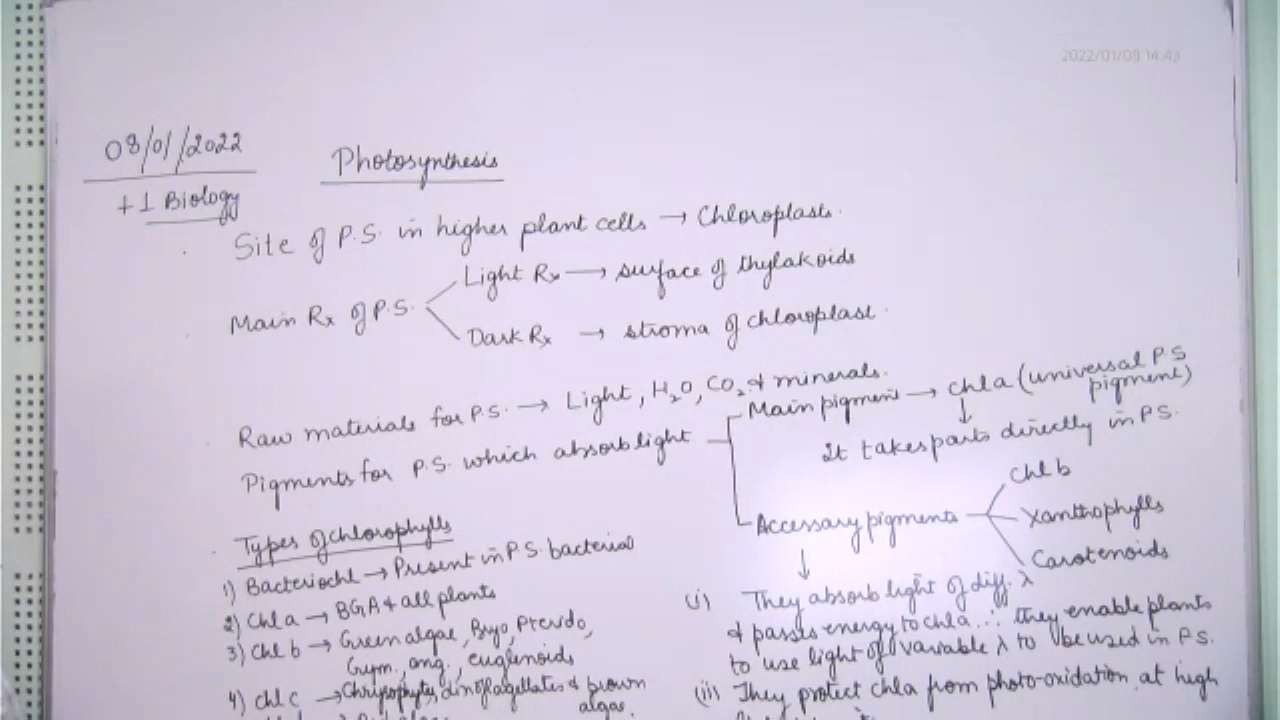 2022/01/08 14:43
08/01/2022
+1 Biology
Photosynthesis
Site of P.S. in higher plant cells → Chloroplasts.
Main Rx of P.S.
Light Rx → surface of thylakoids
Dark Rx → stroma of chloroplast.
Raw materials for P.S. → Light, H₂O, CO₂ & minerals.
Pigments for P.S. which absorb light
Main pigment → chl a (universal P.S.
pigment)
↓
It takes parts directly in P.S.
Accessary pigments
Chl b
Xanthophylls
Carotenoids
↓
(i) They absorb light of diff. λ
& passes energy to chl a ∴ they enable plants
to use light of variable λ to be used in P.S.
(ii) They protect chl a from photo-oxidation at high
Types of chlorophylls
1) Bacteriochl → Present in P.S. bacteria
2) Chl a → BGA & all plants
3) Chl b → Green algae, Bryo, Pterido,
Gym., ang., euglenoids
4) chl c → Chrysophytes, dinoflagellates & brown
algae.